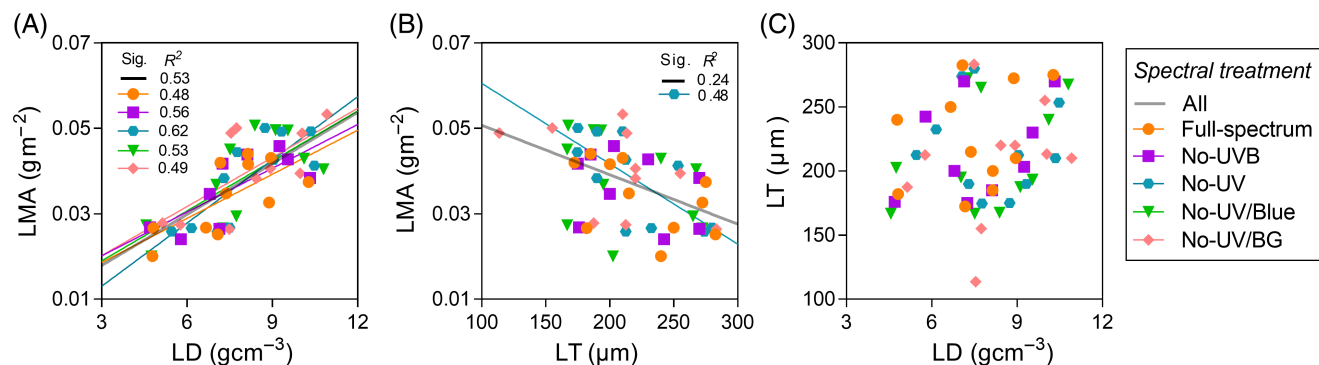 (A)
LMA (gm−2)
0.07
0.05
0.03
0.01
Sig. R2
0.53
0.48
0.56
0.62
0.53
0.49
3 6 9 12
LD (gcm−3)
(B)
LMA (gm−2)
0.07
0.05
0.03
0.01
Sig. R2
0.24
0.48
100 150 200 250 300
LT (µm)
(C)
LT (µm)
300
250
200
150
100
3 6 9 12
LD (gcm−3)
Spectral treatment
All
Full-spectrum
No-UVB
No-UV
No-UV/Blue
No-UV/BG